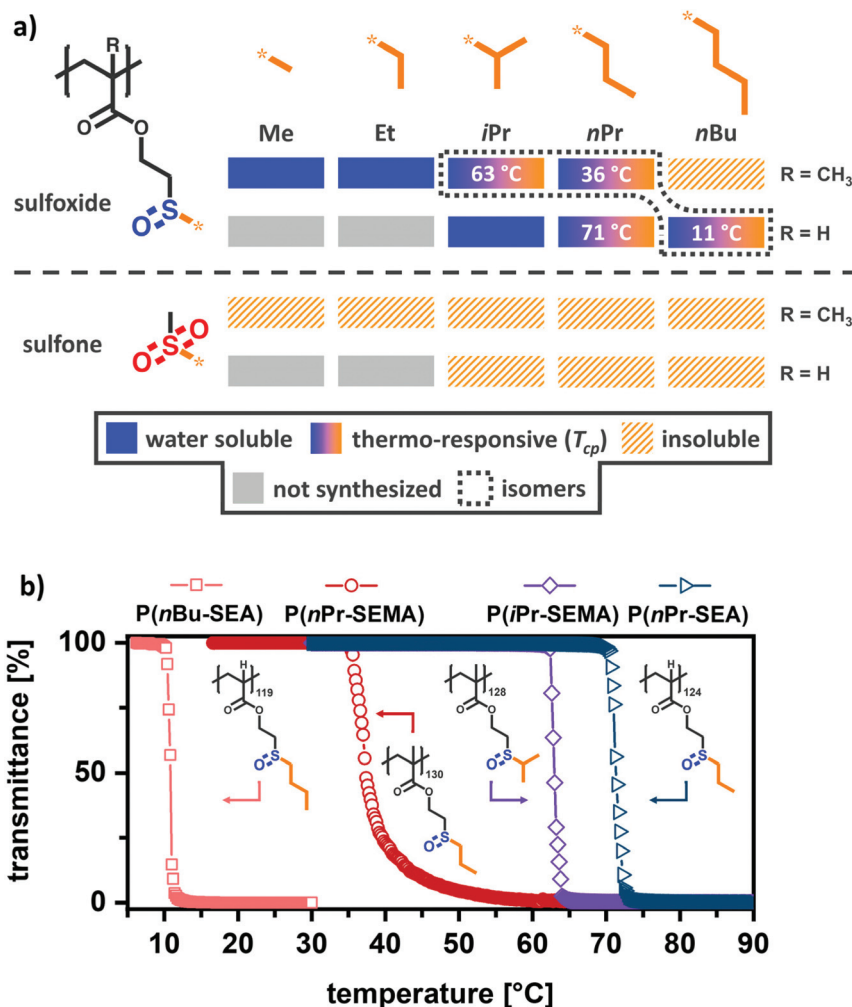 a)
R
O
O
sulfoxide
O
S
*
* * * * *
Me Et iPr nPr nBu
63 °C 36 °C R = CH3
71 °C 11 °C R = H
sulfone
O
S
O
*
R = CH3
R = H
water soluble thermo-responsive (Tcp) insoluble
not synthesized isomers
b)
P(nBu-SEA) P(nPr-SEMA) P(iPr-SEMA) P(nPr-SEA)
transmittance [%]
100
50
0
H
119
O
O
S
O
130
O
O
S
O
128
O
O
S
O
H
124
O
O
S
O
10 20 30 40 50 60 70 80 90
temperature [°C]